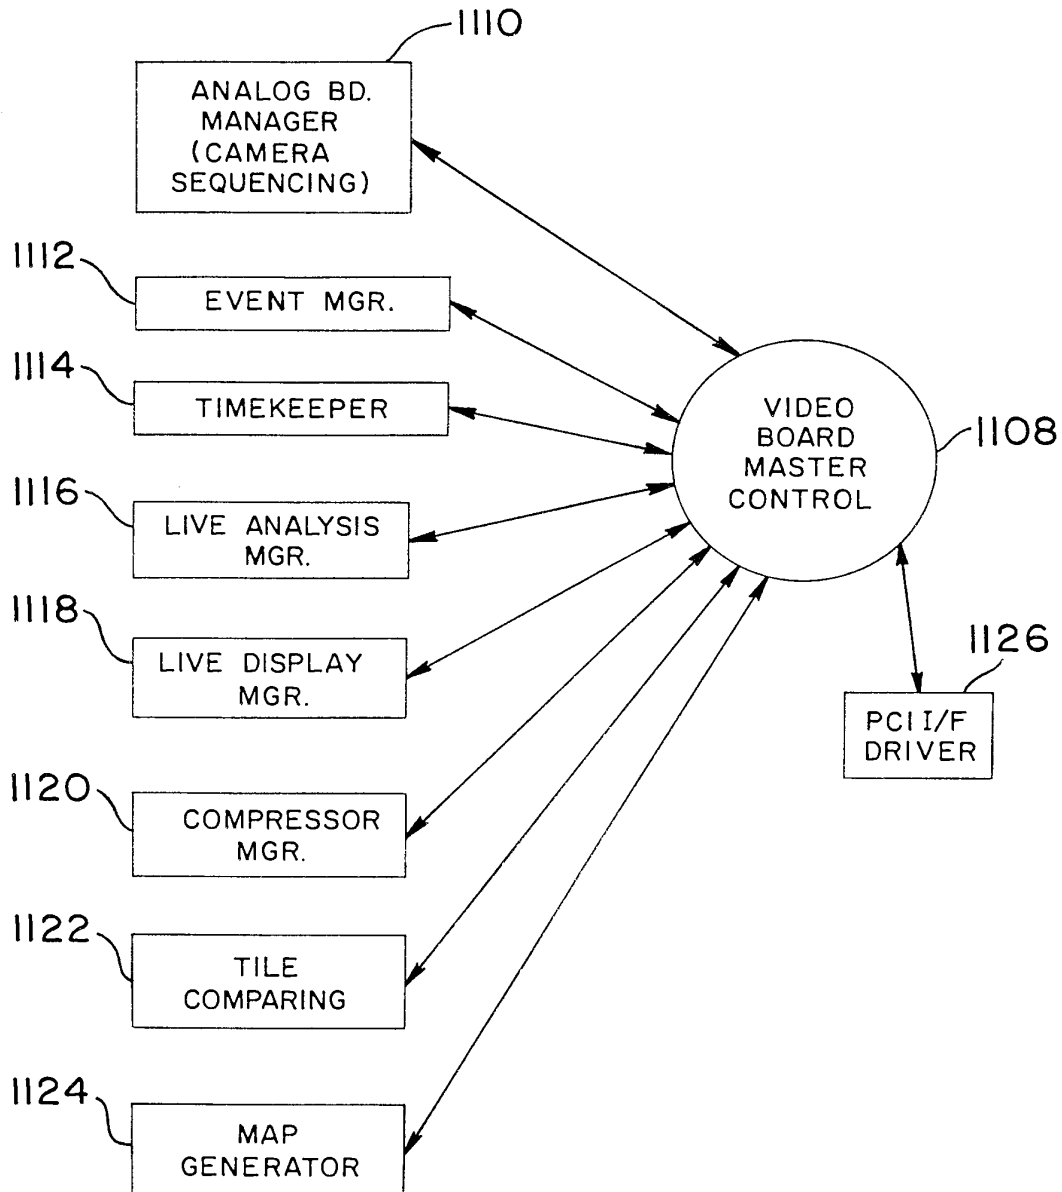 1110
ANALOG BD.
MANAGER
(CAMERA
SEQUENCING)
1112
EVENT MGR.
1114
TIMEKEEPER
VIDEO
BOARD
MASTER
CONTROL
1108
1116
LIVE ANALYSIS
MGR.
1118
LIVE DISPLAY
MGR.
1126
PCI I/F
DRIVER
1120
COMPRESSOR
MGR.
1122
TILE
COMPARING
1124
MAP
GENERATOR